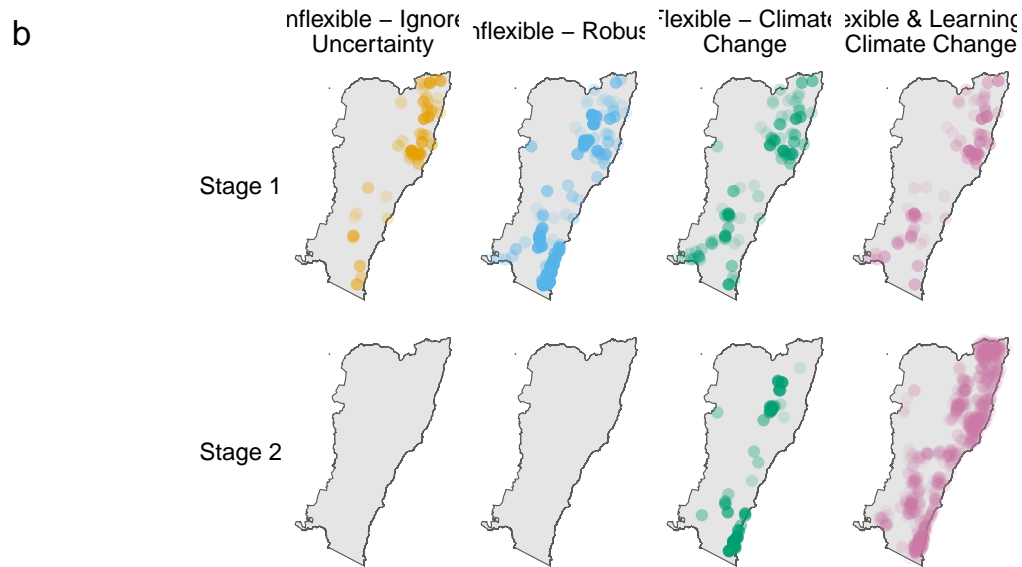 b
nflexible – Ignore
Uncertainty
nflexible – Robus
Flexible – Climate
Change
exible & Learning
Climate Change
Stage 1
Stage 2